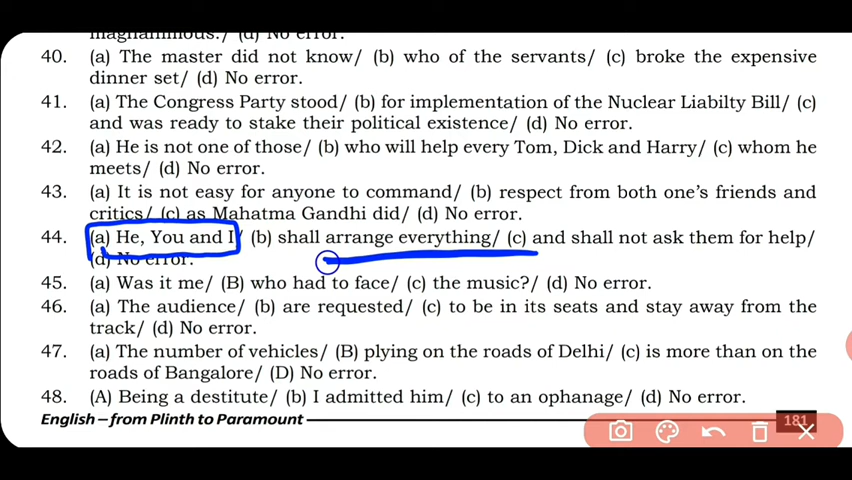 magnanimous./ (d) No error.
40. (a) The master did not know/ (b) who of the servants/ (c) broke the expensive
dinner set/ (d) No error.
41. (a) The Congress Party stood/ (b) for implementation of the Nuclear Liabilty Bill/ (c)
and was ready to stake their political existence/ (d) No error.
42. (a) He is not one of those/ (b) who will help every Tom, Dick and Harry/ (c) whom he
meets/ (d) No error.
43. (a) It is not easy for anyone to command/ (b) respect from both one's friends and
critics/ (c) as Mahatma Gandhi did/ (d) No error.
44. (a) He, You and I/ (b) shall arrange everything/ (c) and shall not ask them for help/
(d) No error.
45. (a) Was it me/ (B) who had to face/ (c) the music?/ (d) No error.
46. (a) The audience/ (b) are requested/ (c) to be in its seats and stay away from the
track/ (d) No error.
47. (a) The number of vehicles/ (B) plying on the roads of Delhi/ (c) is more than on the
roads of Bangalore/ (D) No error.
48. (A) Being a destitute/ (b) I admitted him/ (c) to an ophanage/ (d) No error.
English–from Plinth to Paramount 181